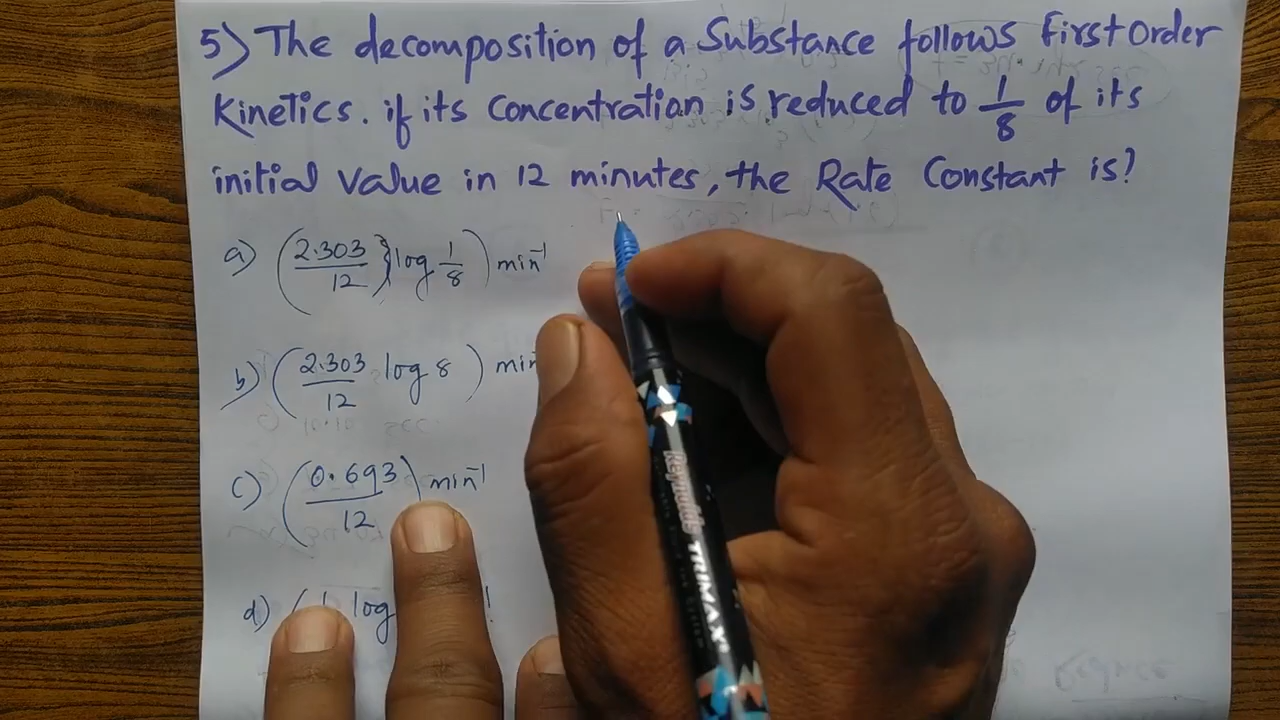 5) The decomposition of a Substance follows First Order
Kinetics. if its Concentration is reduced to 1/8 of its
initial Value in 12 minutes, the Rate Constant is?
a) (2.303/12) log 1/8) min⁻¹
b) (2.303/12 log 8) min
c) (0.693/12) min⁻¹
d) ( log
Reynolds TRIMAX